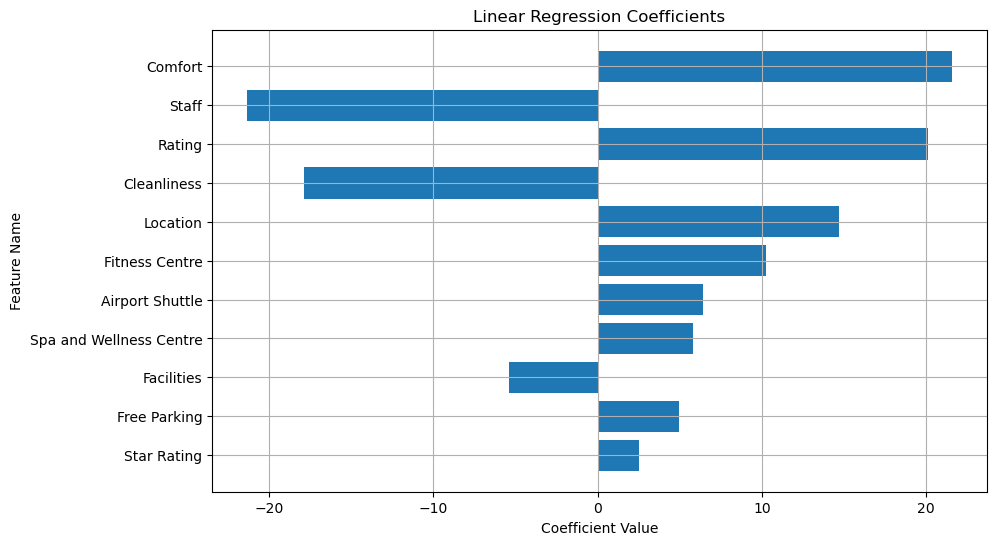 Linear Regression Coefficients
Feature Name
Comfort
Staff
Rating
Cleanliness
Location
Fitness Centre
Airport Shuttle
Spa and Wellness Centre
Facilities
Free Parking
Star Rating
−20 −10 0 10 20
Coefficient Value